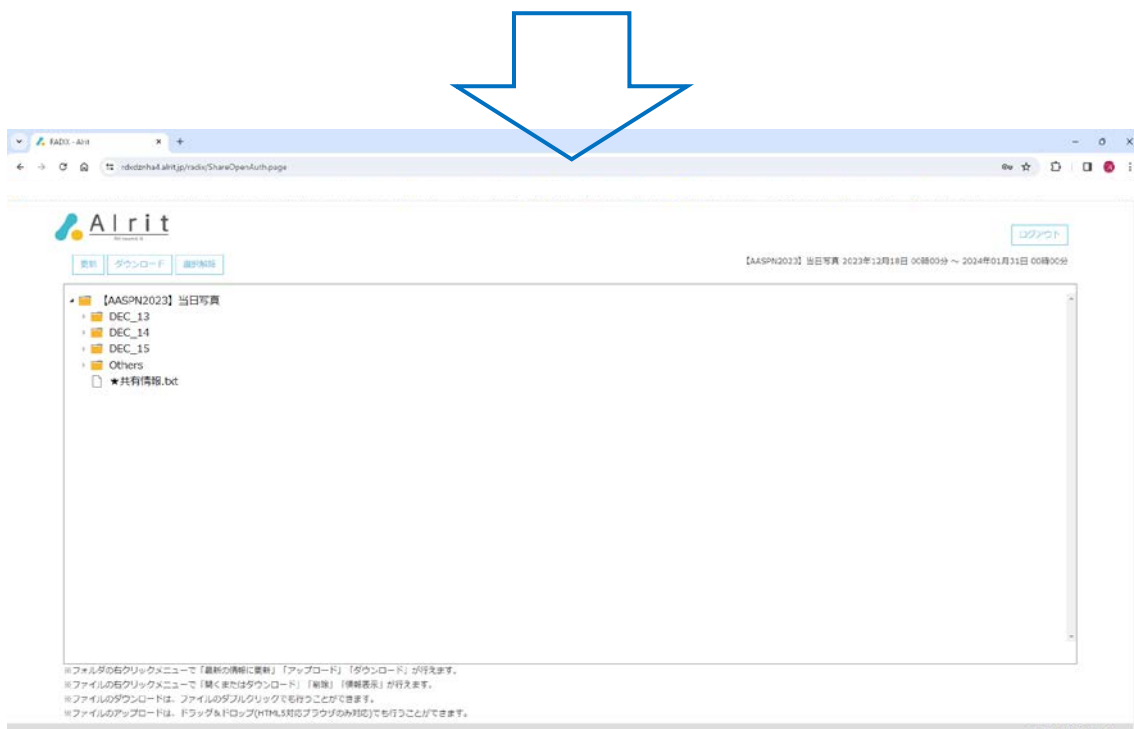 RADIX - Alrit
rdxdznha4.alrit.jp/radix/ShareOpenAuth.page
Alrit
ログアウト
更新 ダウンロード 選択解除
【AASPN2023】当日写真 2023年12月18日 00時00分 ～ 2024年01月31日 00時00分
【AASPN2023】当日写真
DEC_13
DEC_14
DEC_15
Others
★共有情報.txt
※フォルダの右クリックメニューで「最新の情報に更新」「アップロード」「ダウンロード」が行えます。
※ファイルの右クリックメニューで「開くまたはダウンロード」「削除」「情報表示」が行えます。
※ファイルのダウンロードは、ファイルのダブルクリックでも行うことができます。
※ファイルのアップロードは、ドラッグ＆ドロップ(HTML5対応ブラウザのみ対応)でも行うことができます。